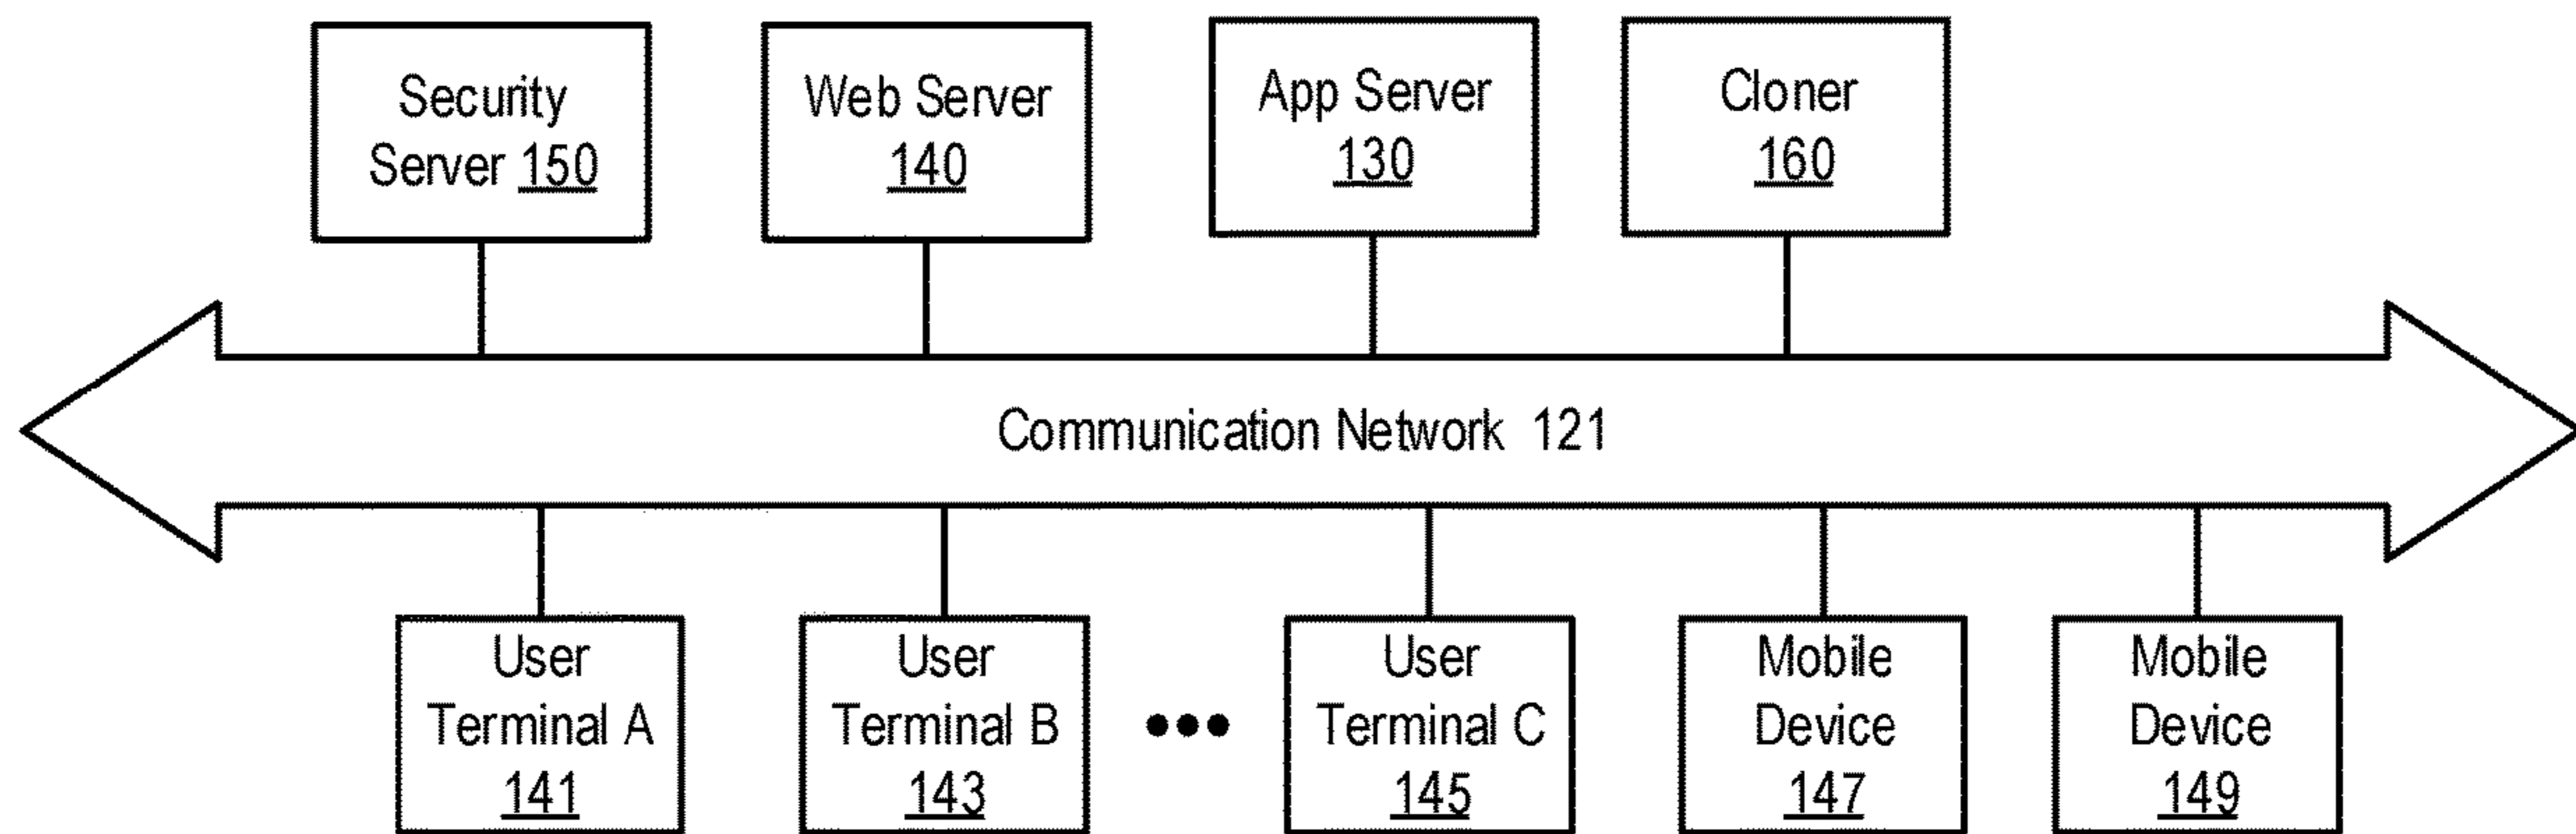 Security
Server 150
Web Server
140
App Server
130
Cloner
160
Communication Network 121
User
Terminal A
141
User
Terminal B
143
User
Terminal C
145
Mobile
Device
147
Mobile
Device
149